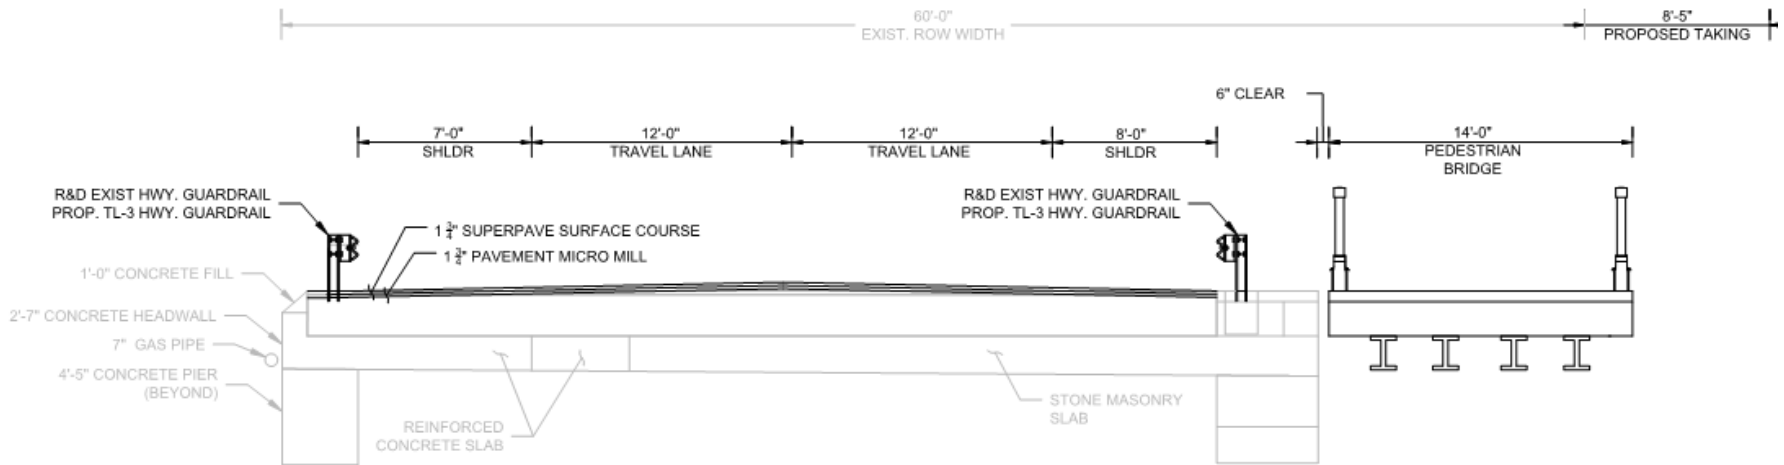 60'-0"
EXIST. ROW WIDTH
8'-5"
PROPOSED TAKING
6" CLEAR
7'-0"
SHLDR
12'-0"
TRAVEL LANE
12'-0"
TRAVEL LANE
8'-0"
SHLDR
14'-0"
PEDESTRIAN
BRIDGE
R&D EXIST HWY. GUARDRAIL
PROP. TL-3 HWY. GUARDRAIL
R&D EXIST HWY. GUARDRAIL
PROP. TL-3 HWY. GUARDRAIL
1 3/4" SUPERPAVE SURFACE COURSE
1 3/4" PAVEMENT MICRO MILL
1'-0" CONCRETE FILL
2'-7" CONCRETE HEADWALL
7" GAS PIPE
4'-5" CONCRETE PIER
(BEYOND)
REINFORCED
CONCRETE SLAB
STONE MASONRY
SLAB